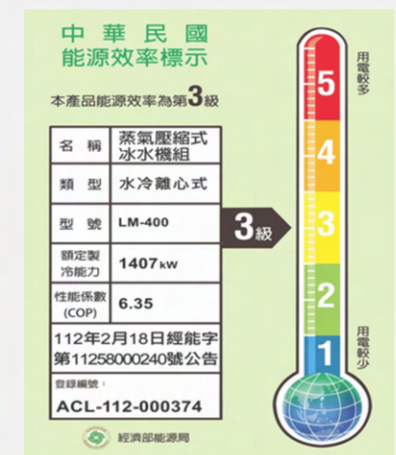 中華民國
能源效率標示
本產品能源效率為第3級
名 稱 蒸氣壓縮式
冰水機組
類 型 水冷離心式
型 號 LM-400
額定製
冷能力 1407kW
性能係數
(COP) 6.35
112年2月18日經能字
第11258000240號公告
登錄編號：
ACL-112-000374
經濟部能源局
3級
用電較多
5
4
3
2
1
用電較少